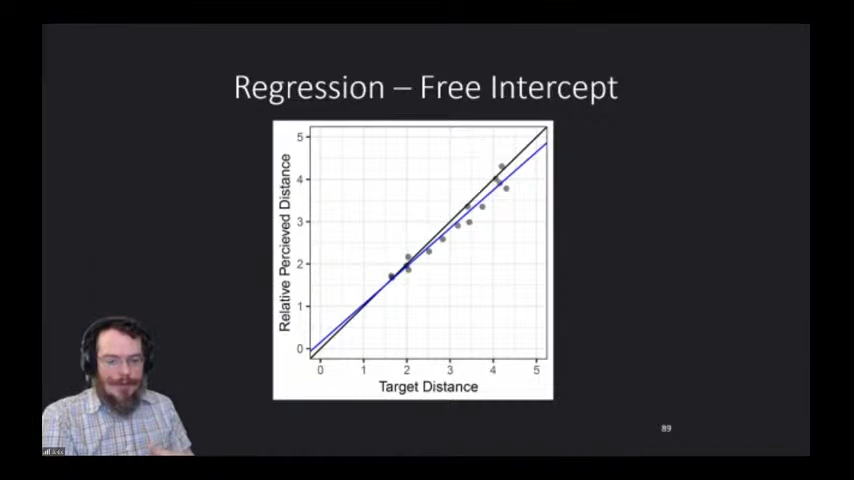 Regression – Free Intercept
5
4
3
2
1
0
Relative Percieved Distance
0 1 2 3 4 5
Target Distance
89